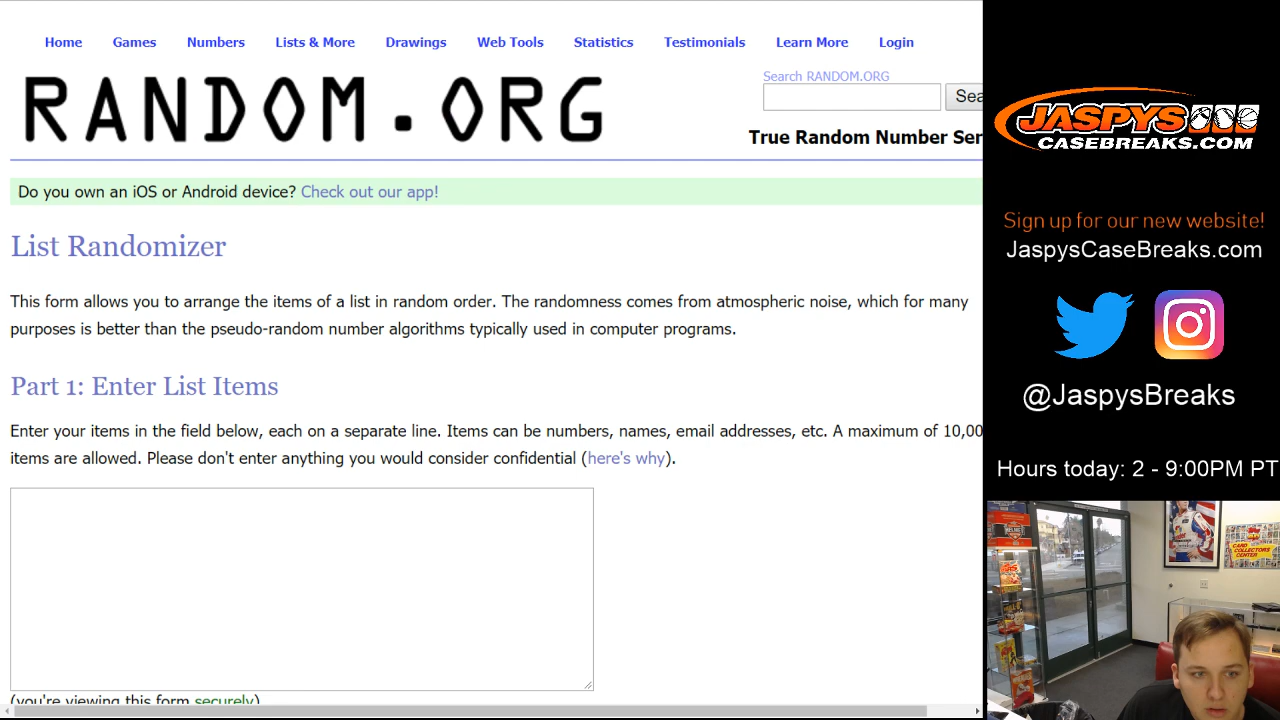 Home Games Numbers Lists & More Drawings Web Tools Statistics Testimonials Learn More Login
RANDOM.ORG
Search RANDOM.ORG
Sea
True Random Number Ser
Do you own an iOS or Android device? Check out our app!
List Randomizer
This form allows you to arrange the items of a list in random order. The randomness comes from atmospheric noise, which for many
purposes is better than the pseudo-random number algorithms typically used in computer programs.
Part 1: Enter List Items
Enter your items in the field below, each on a separate line. Items can be numbers, names, email addresses, etc. A maximum of 10,00
items are allowed. Please don't enter anything you would consider confidential (here's why).
(you're viewing this form securely)
JASPYS
CASEBREAKS.COM
Sign up for our new website!
JaspysCaseBreaks.com
@JaspysBreaks
Hours today: 2 - 9:00PM PT
CARD
COLLECTORS
CENTER